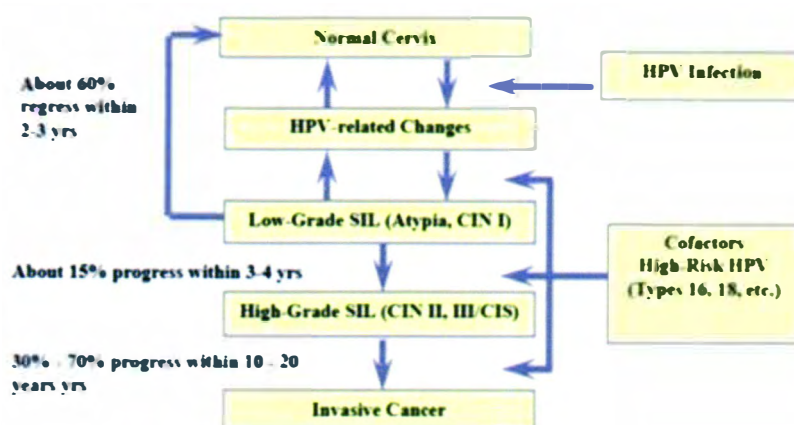 Normal Cervix
About 60%
regress within
2-3 yrs
HPV Infection
HPV-related Changes
Low-Grade SIL (Atypia, CIN I)
About 15% progress within 3-4 yrs
Cofactors
High-Risk HPV
(Types 16, 18, etc.)
High-Grade SIL (CIN II, III/CIS)
30% - 70% progress within 10 - 20
years yrs
Invasive Cancer